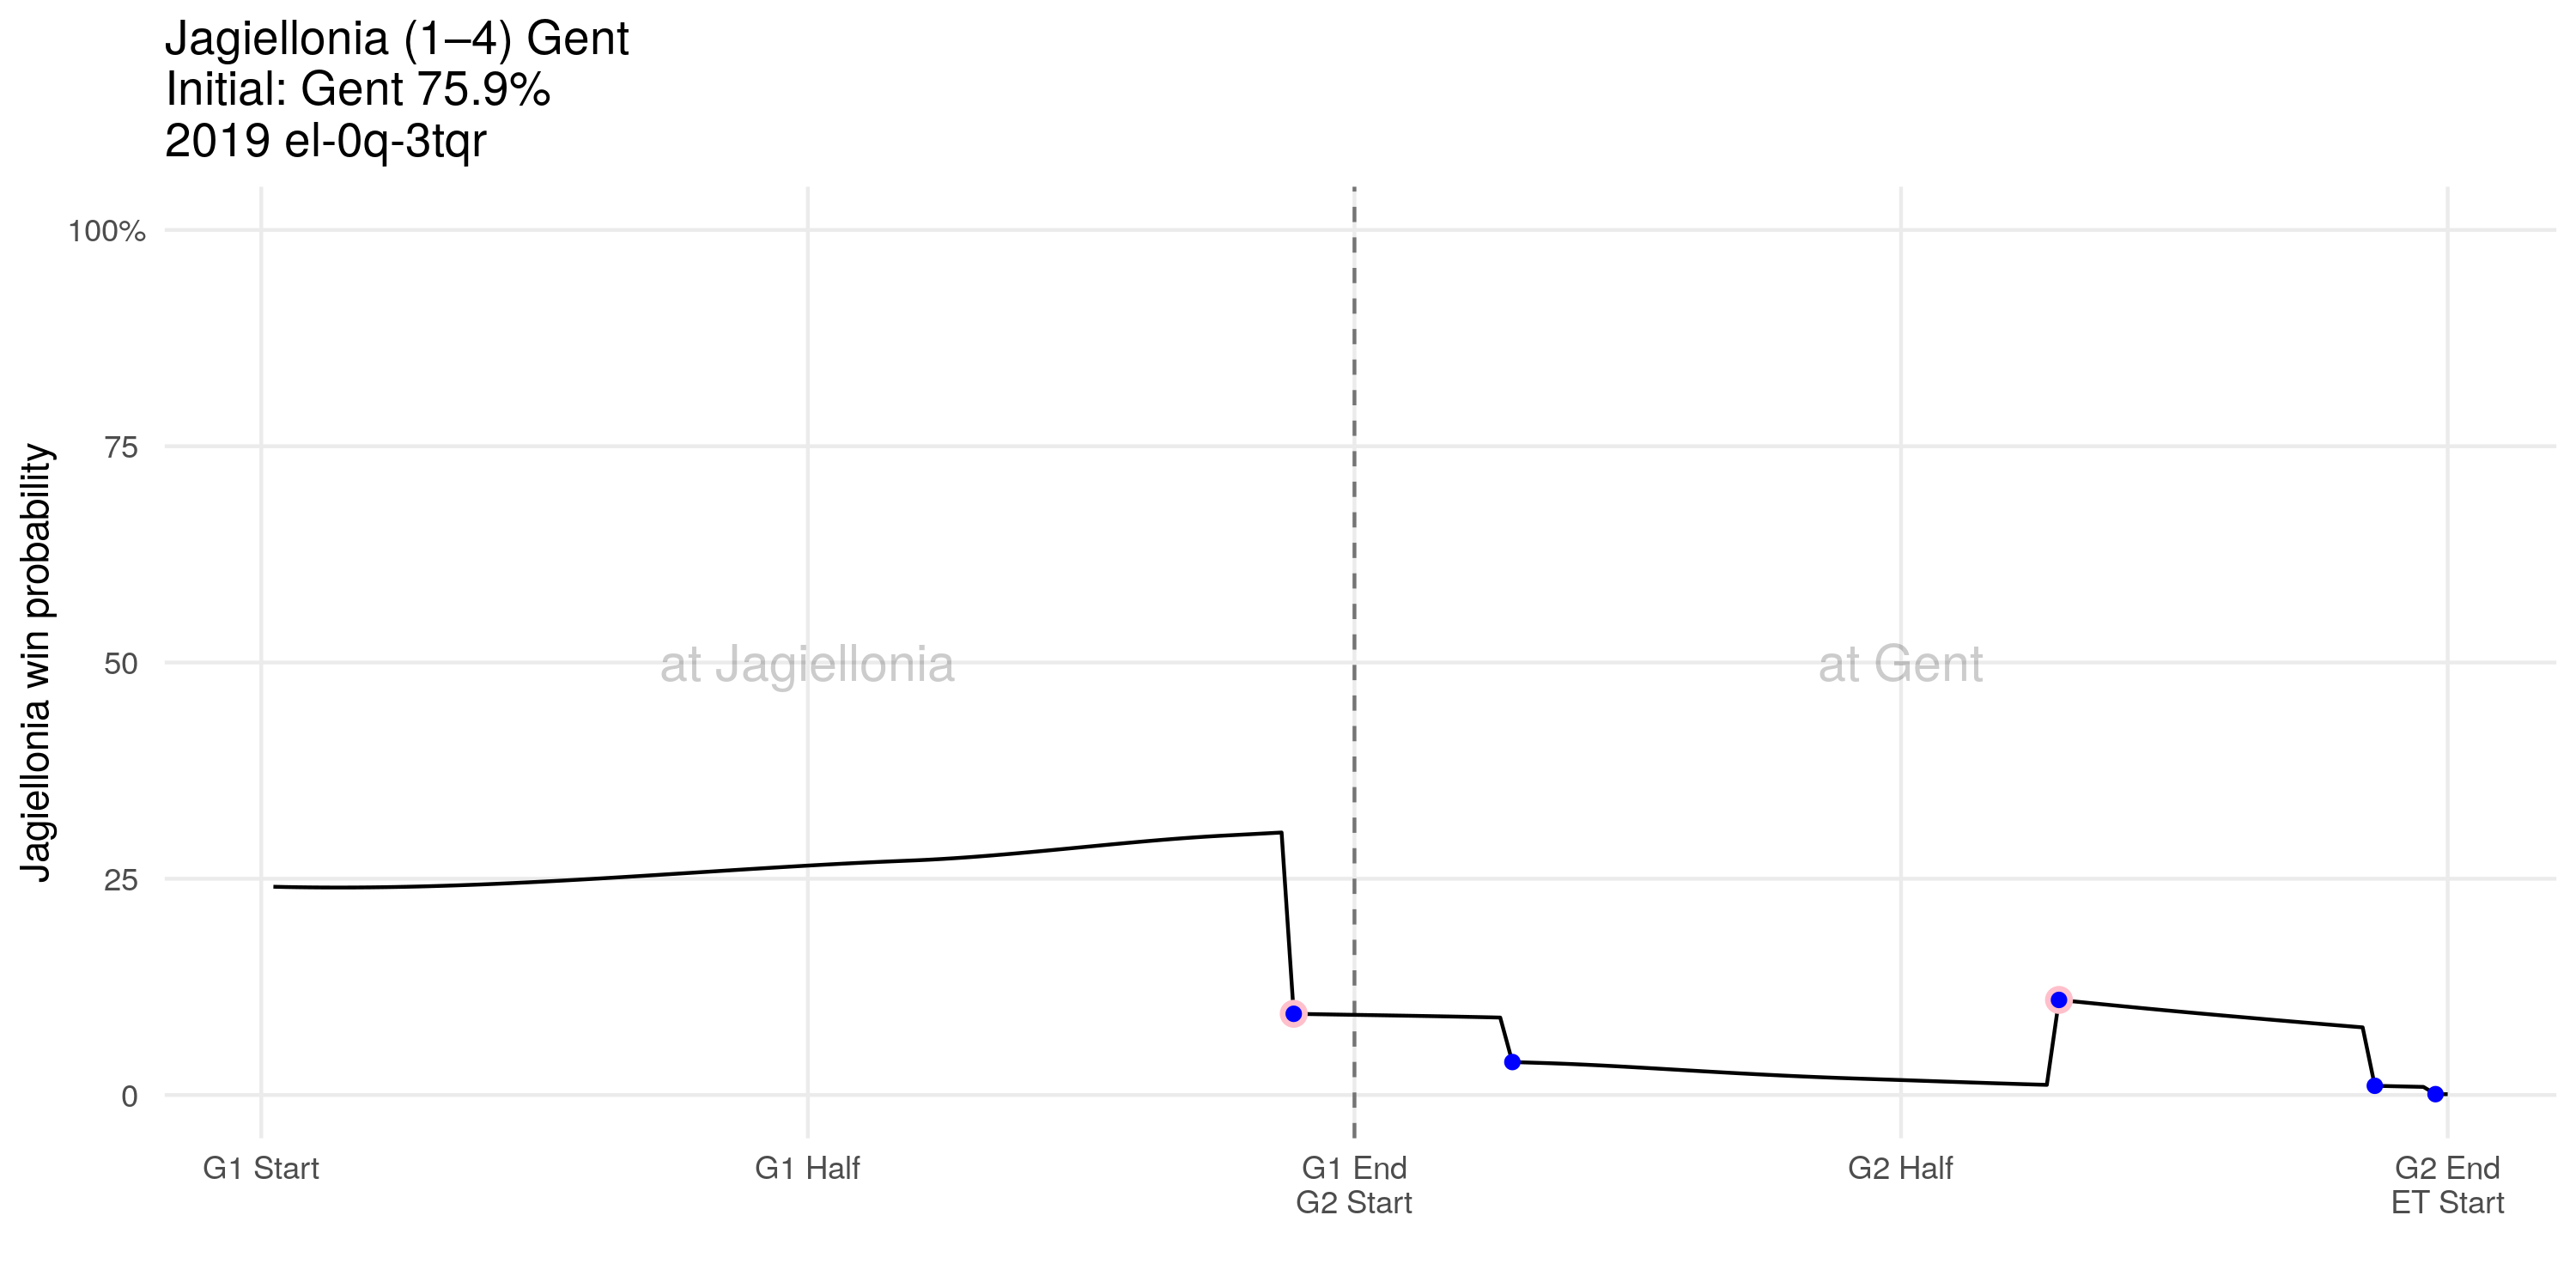 Jagiellonia (1–4) Gent
Initial: Gent 75.9%
2019 el-0q-3tqr
Jagiellonia win probability
100%
75
50
25
0
at Jagiellonia
at Gent
G1 Start
G1 Half
G1 End
G2 Start
G2 Half
G2 End
ET Start